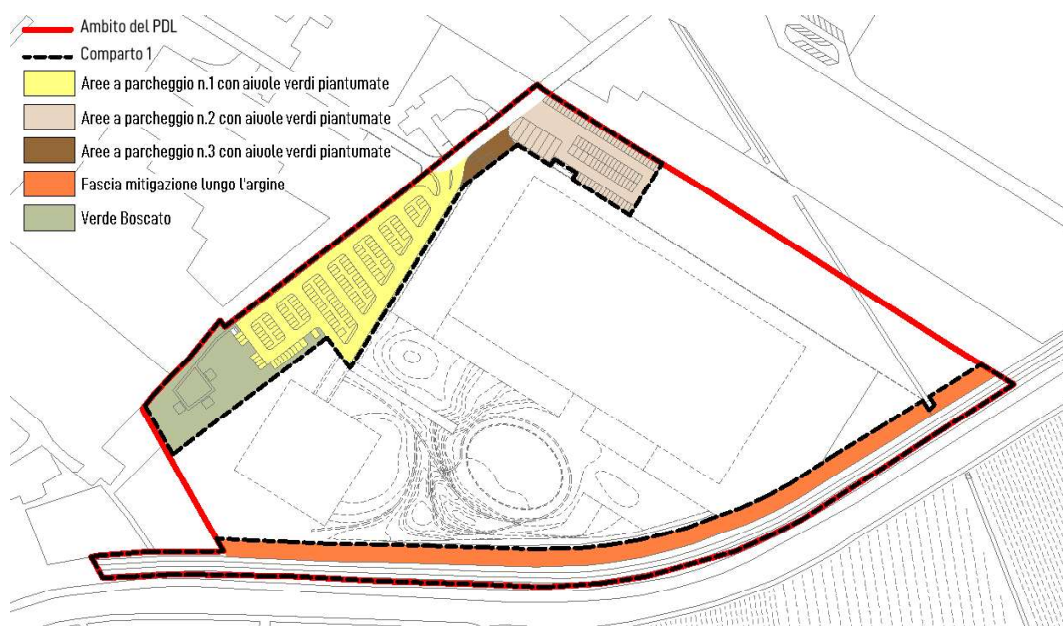 Ambito del PDL
Comparto 1
Aree a parcheggio n.1 con aiuole verdi piantumate
Aree a parcheggio n.2 con aiuole verdi piantumate
Aree a parcheggio n.3 con aiuole verdi piantumate
Fascia mitigazione lungo l'argine
Verde Boscato